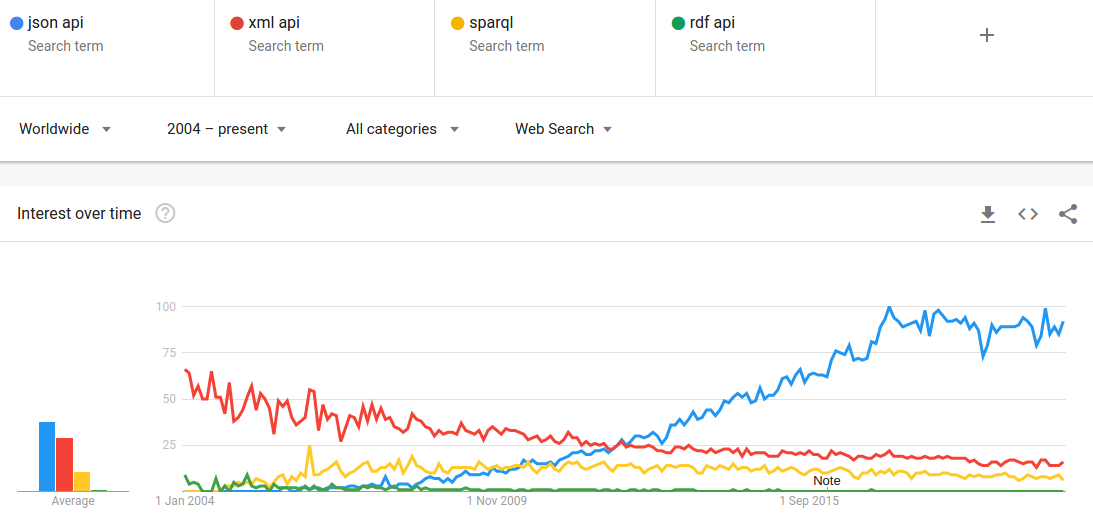 json api
Search term
xml api
Search term
sparql
Search term
rdf api
Search term
+
Worldwide
2004 – present
All categories
Web Search
Interest over time
?
100
75
50
25
Note
Average
1 Jan 2004
1 Nov 2009
1 Sep 2015